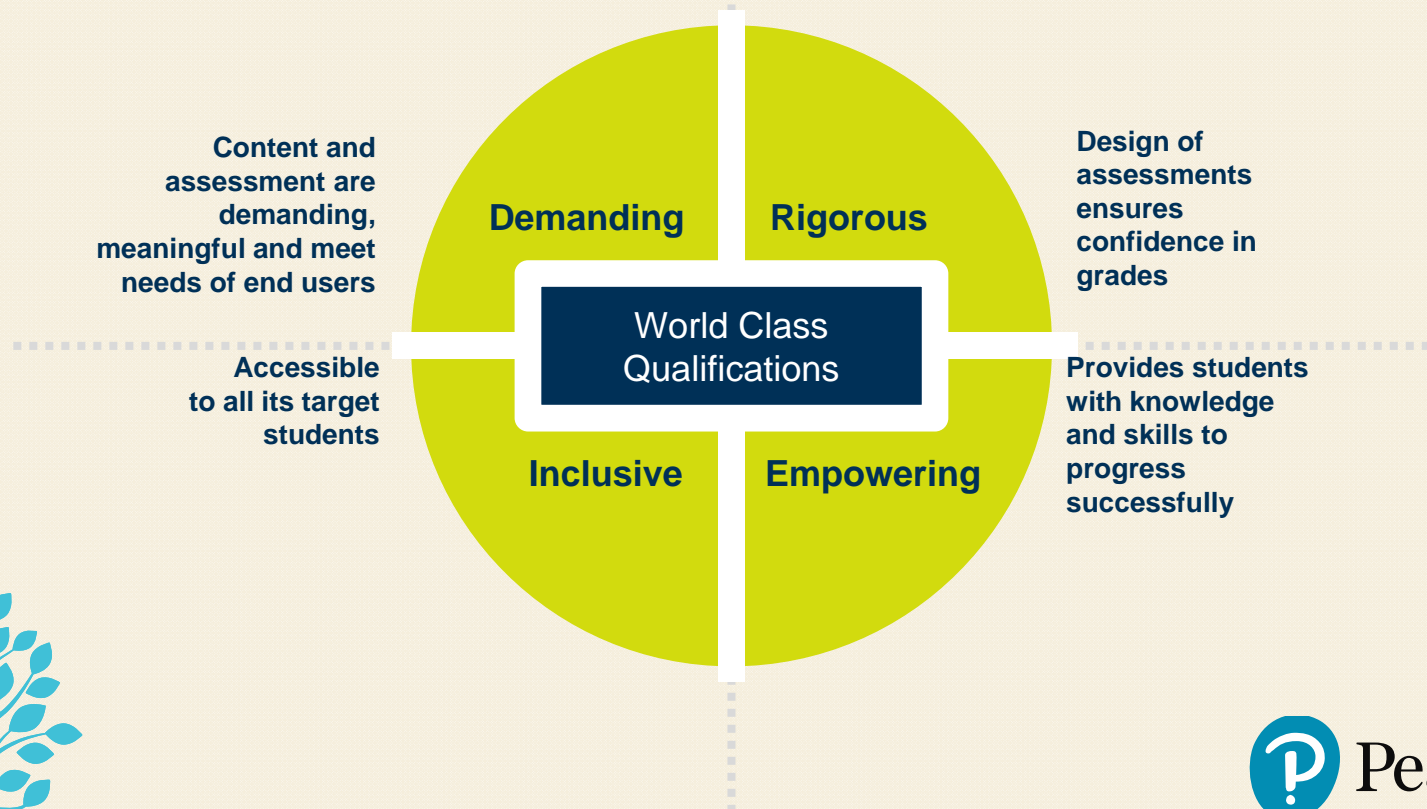 Content and
assessment are
demanding,
meaningful and meet
needs of end users
Demanding
Rigorous
Design of
assessments
ensures
confidence in
grades
World Class
Qualifications
Accessible
to all its target
students
Inclusive
Empowering
Provides students
with knowledge
and skills to
progress
successfully